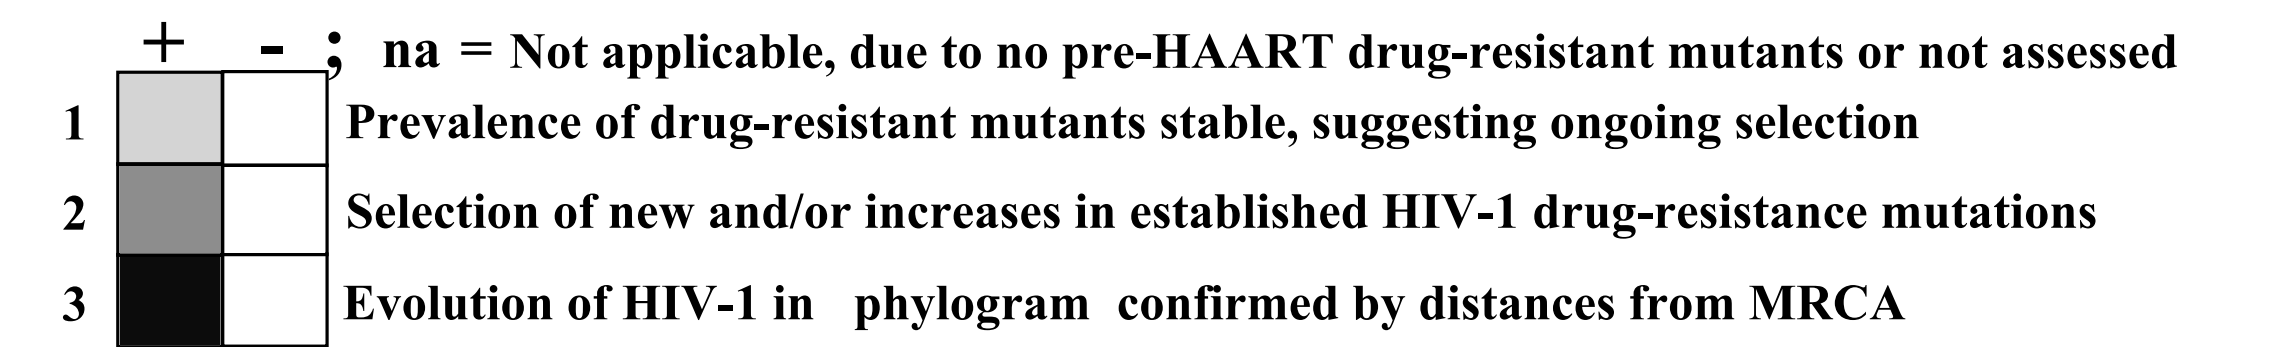 + - ; na = Not applicable, due to no pre-HAART drug-resistant mutants or not assessed
1 Prevalence of drug-resistant mutants stable, suggesting ongoing selection
2 Selection of new and/or increases in established HIV-1 drug-resistance mutations
3 Evolution of HIV-1 in phylogram confirmed by distances from MRCA